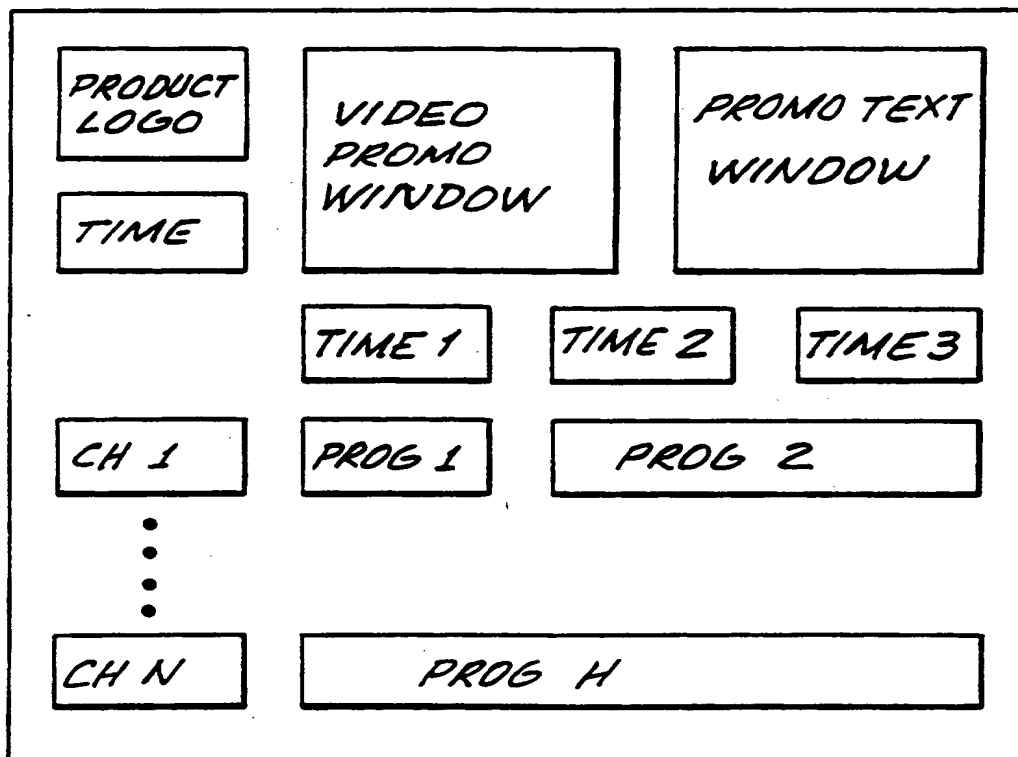 PRODUCT
LOGO
VIDEO
PROMO
WINDOW
PROMO TEXT
WINDOW
TIME
TIME 1
TIME 2
TIME 3
CH 1
PROG 1
PROG 2
CH N
PROG H